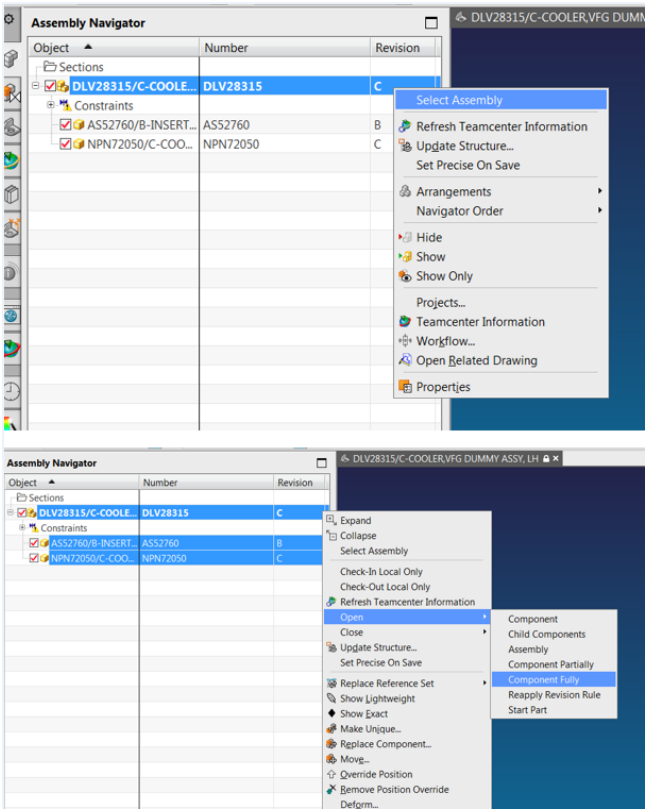 Assembly Navigator
DLV28315/C-COOLER,VFG DUMM
Object Number Revision
Sections
DLV28315/C-COOLE... DLV28315 C
Constraints
AS52760/B-INSERT... AS52760 B
NPN72050/C-COO... NPN72050 C
Select Assembly
Refresh Teamcenter Information
Update Structure...
Set Precise On Save
Arrangements
Navigator Order
Hide
Show
Show Only
Projects...
Teamcenter Information
Workflow...
Open Related Drawing
Properties
Assembly Navigator
DLV28315/C-COOLER,VFG DUMMY ASSY, LH
Object Number Revision
Sections
DLV28315/C-COOLE... DLV28315 C
Constraints
AS52760/B-INSERT... AS52760 B
NPN72050/C-COO... NPN72050 C
Expand
Collapse
Select Assembly
Check-In Local Only
Check-Out Local Only
Refresh Teamcenter Information
Open
Close
Update Structure...
Set Precise On Save
Replace Reference Set
Show Lightweight
Show Exact
Make Unique...
Replace Component...
Move...
Override Position
Remove Position Override
Deform...
Component
Child Components
Assembly
Component Partially
Component Fully
Reapply Revision Rule
Start Part